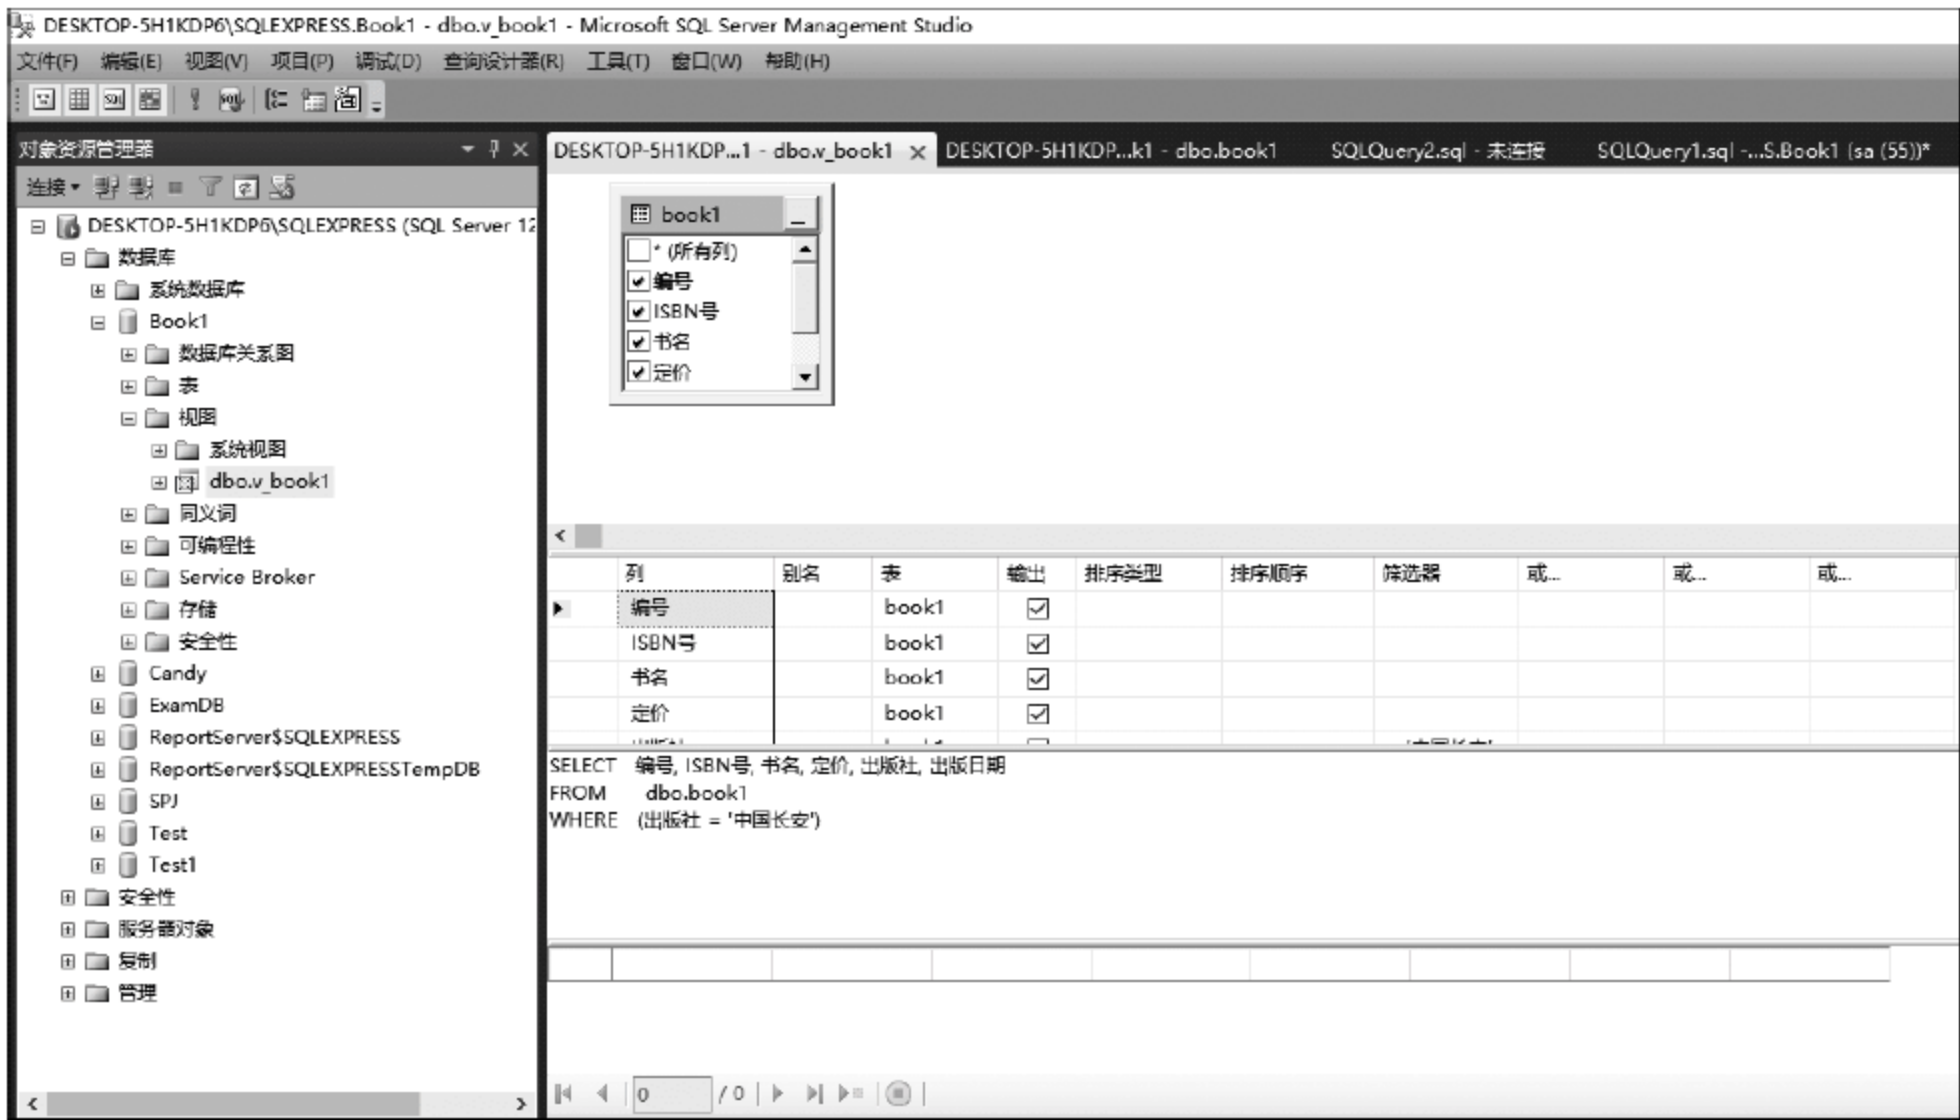 DESKTOP-5H1KDP6\SQLEXPRESS.Book1 - dbo.v_book1 - Microsoft SQL Server Management Studio
文件(F) 编辑(E) 视图(V) 项目(P) 调试(D) 查询设计器(R) 工具(T) 窗口(W) 帮助(H)
对象资源管理器
连接
DESKTOP-5H1KDP6\SQLEXPRESS (SQL Server 12
数据库
系统数据库
Book1
数据库关系图
表
视图
系统视图
dbo.v_book1
同义词
可编程性
Service Broker
存储
安全性
Candy
ExamDB
ReportServer$SQLEXPRESS
ReportServer$SQLEXPRESSTempDB
SPJ
Test
Test1
安全性
服务器对象
复制
管理
DESKTOP-5H1KDP...1 - dbo.v_book1 DESKTOP-5H1KDP...k1 - dbo.book1 SQLQuery2.sql - 未连接 SQLQuery1.sql -...S.Book1 (sa (55))*
book1
* (所有列)
编号
ISBN号
书名
定价
列 别名 表 输出 排序类型 排序顺序 筛选器 或... 或... 或...
编号 book1
ISBN号 book1
书名 book1
定价 book1
SELECT 编号, ISBN号, 书名, 定价, 出版社, 出版日期
FROM dbo.book1
WHERE (出版社 = '中国长安')
0 / 0